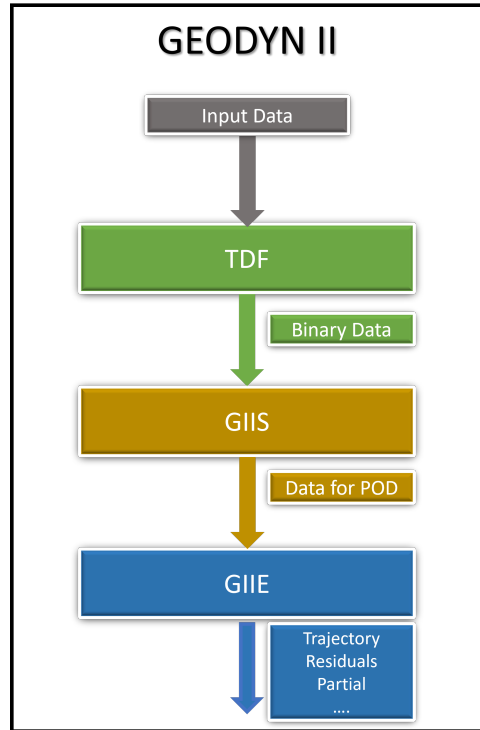 GEODYN II
Input Data
TDF
Binary Data
GIIS
Data for POD
GIIE
Trajectory
Residuals
Partial
....